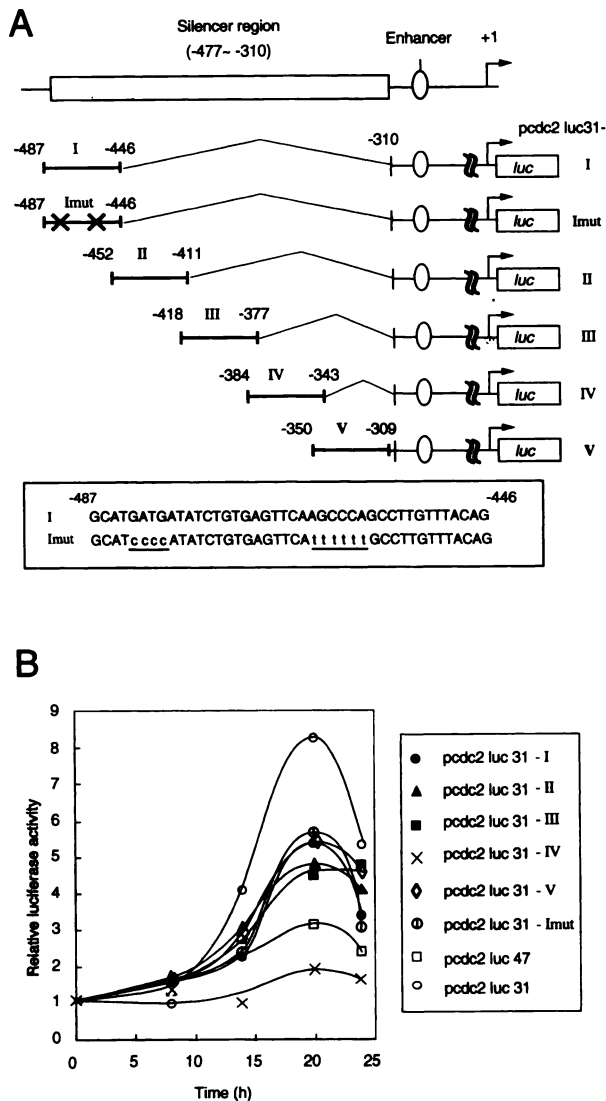 A
Silencer region
(-477~ -310)
Enhancer
+1
pcdc2 luc31-
-487 I -446 -310 luc I
-487 Imut -446 luc Imut
-452 II -411 luc II
-418 III -377 luc III
-384 IV -343 luc IV
-350 V -309 luc V
-487 -446
I GCATGATGATATCTGTGAGTTCAAGCCCAGCCTTGTTTACAG
Imut GCATccccATATCTGTGAGTTCAttttttGCCTTGTTTACAG
B
9
8
7
6
5
4
3
2
1
0
Relative luciferase activity
0 5 10 15 20 25
Time (h)
pcdc2 luc 31 - I
pcdc2 luc 31 - II
pcdc2 luc 31 - III
pcdc2 luc 31 - IV
pcdc2 luc 31 - V
pcdc2 luc 31 - Imut
pcdc2 luc 47
pcdc2 luc 31